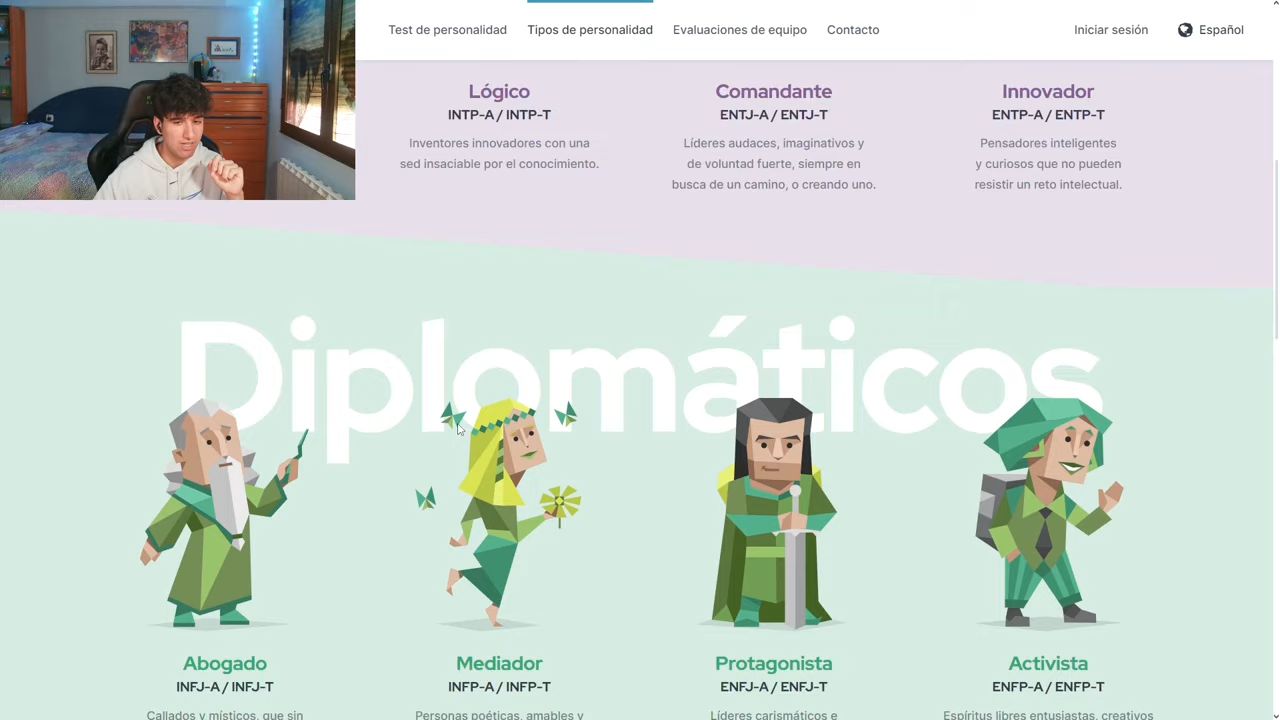 Test de personalidad
Tipos de personalidad
Evaluaciones de equipo
Contacto
Iniciar sesión
Español
Lógico
INTP-A / INTP-T
Inventores innovadores con una
sed insaciable por el conocimiento.
Comandante
ENTJ-A / ENTJ-T
Líderes audaces, imaginativos y
de voluntad fuerte, siempre en
busca de un camino, o creando uno.
Innovador
ENTP-A / ENTP-T
Pensadores inteligentes
y curiosos que no pueden
resistir un reto intelectual.
Diplomáticos
Abogado
INFJ-A / INFJ-T
Callados y místicos, que sin
Mediador
INFP-A / INFP-T
Personas poéticas, amables y
Protagonista
ENFJ-A / ENFJ-T
Líderes carismáticos e
Activista
ENFP-A / ENFP-T
Espíritus libres entusiastas, creativos